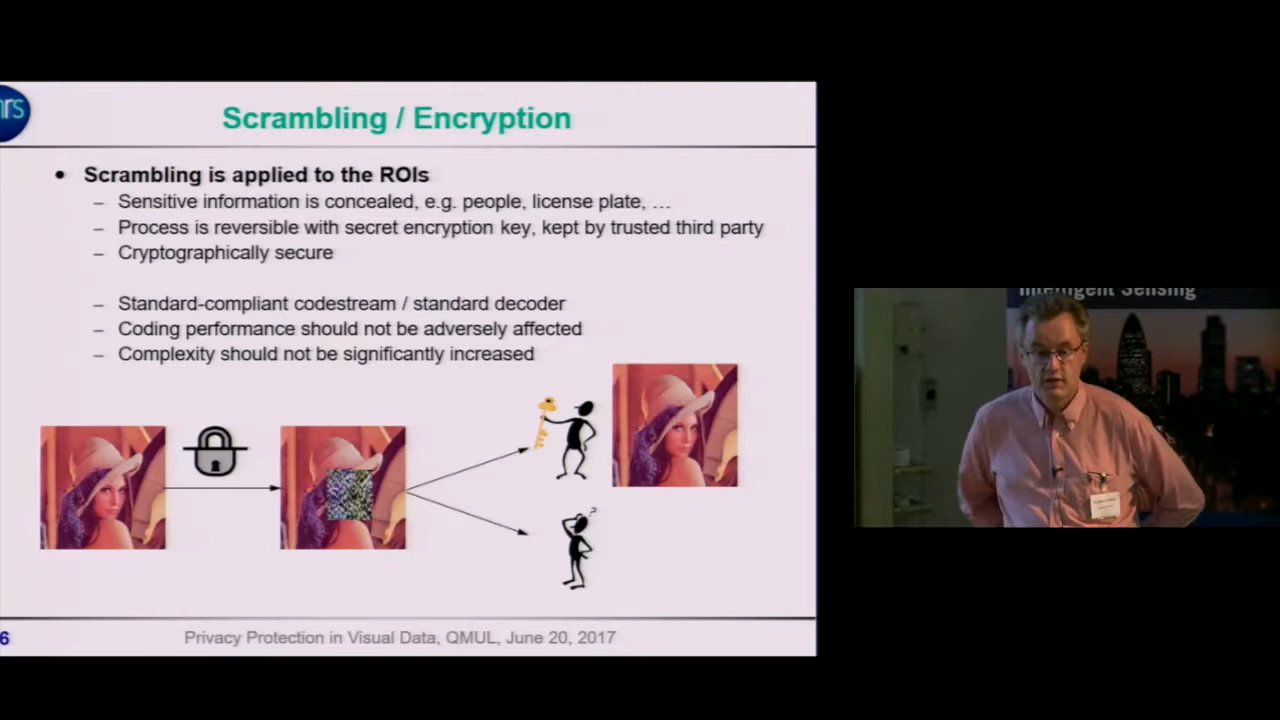 nrs
Scrambling / Encryption
• Scrambling is applied to the ROIs
– Sensitive information is concealed, e.g. people, license plate, …
– Process is reversible with secret encryption key, kept by trusted third party
– Cryptographically secure
– Standard-compliant codestream / standard decoder
– Coding performance should not be adversely affected
– Complexity should not be significantly increased
?
6
Privacy Protection in Visual Data, QMUL, June 20, 2017
Intelligent Sensing